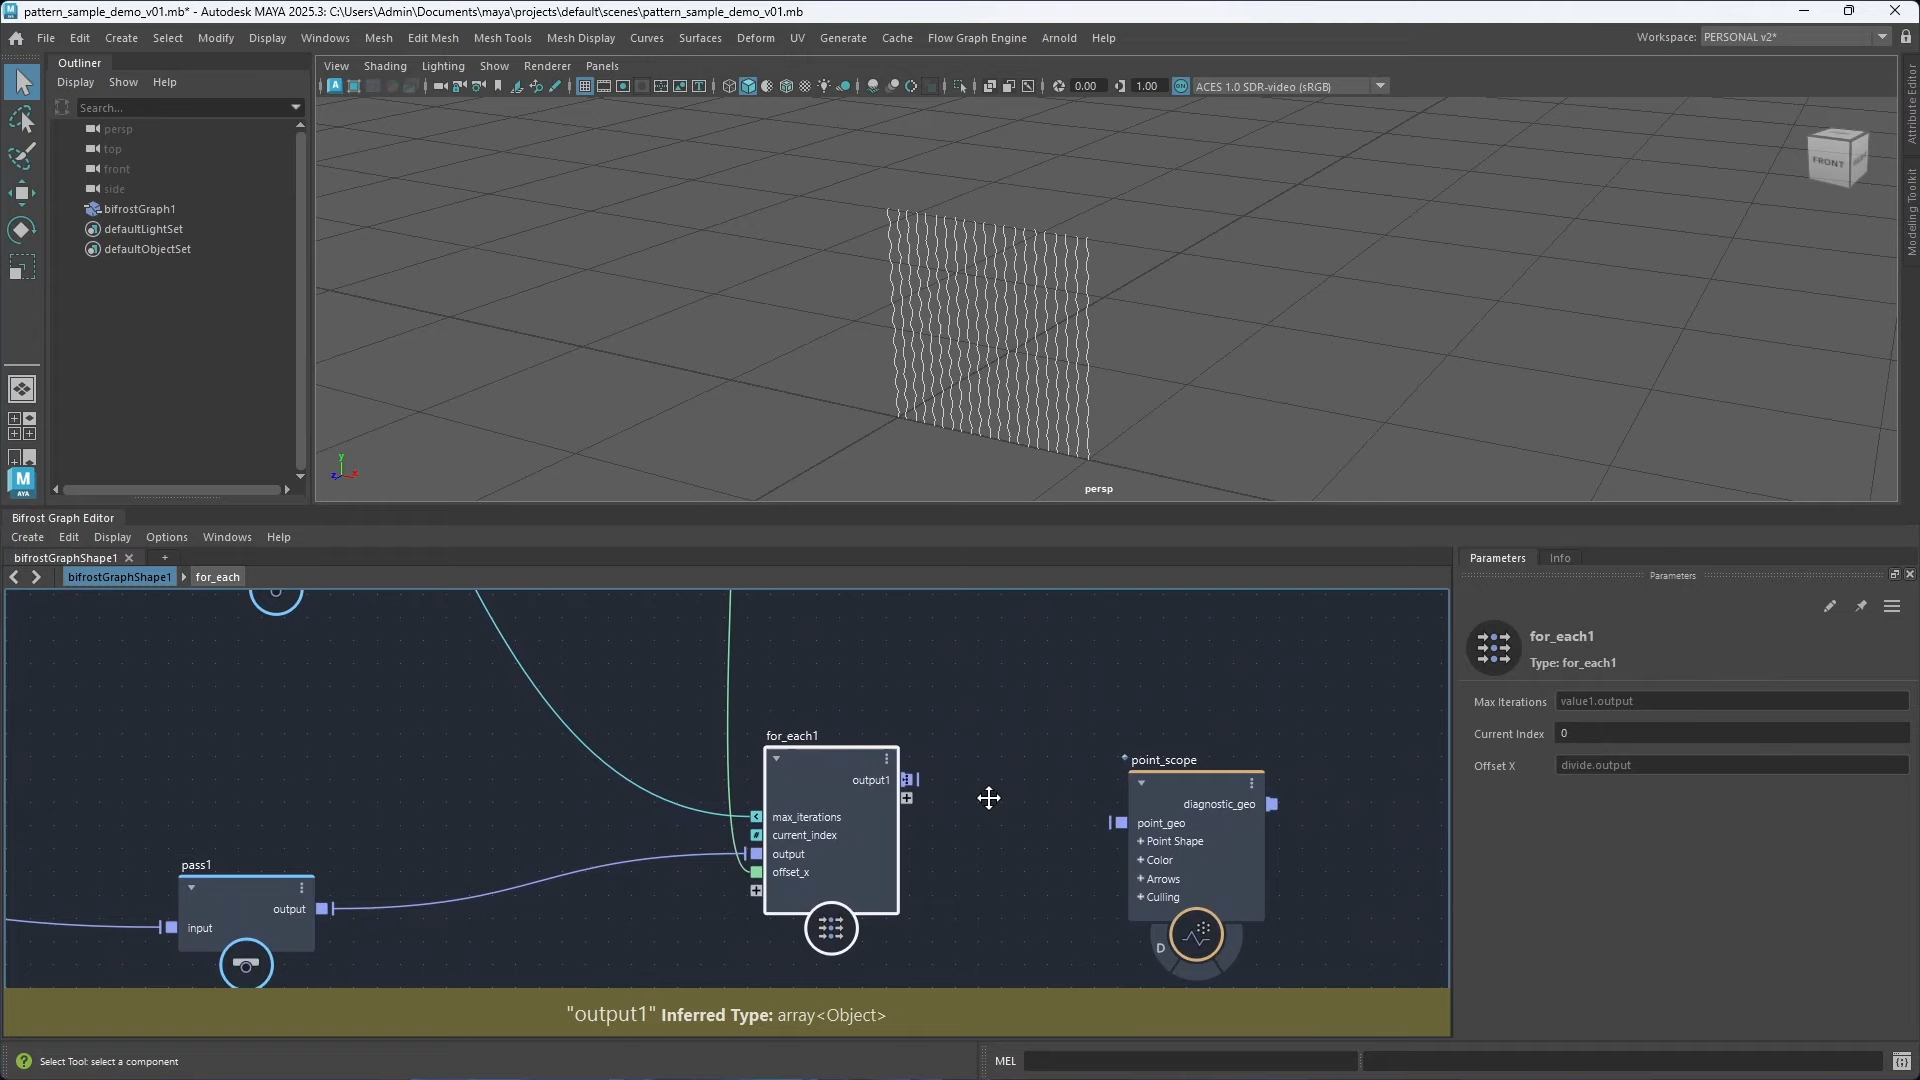 pattern_sample_demo_v01.mb* - Autodesk MAYA 2025.3: C:\Users\Admin\Documents\maya\projects\default\scenes\pattern_sample_demo_v01.mb
File Edit Create Select Modify Display Windows Mesh Edit Mesh Mesh Tools Mesh Display Curves Surfaces Deform UV Generate Cache Flow Graph Engine Arnold Help
Workspace: PERSONAL v2*
Outliner
Display Show Help
Search...
persp
top
front
side
bifrostGraph1
defaultLightSet
defaultObjectSet
View Shading Lighting Show Renderer Panels
0.00 1.00 ACES 1.0 SDR-video (sRGB)
FRONT
persp
Attribute Editor
Modeling Toolkit
M
AYA
y
x
z
Bifrost Graph Editor
Create Edit Display Options Windows Help
bifrostGraphShape1
bifrostGraphShape1 for_each
pass1
output
input
for_each1
output1
max_iterations
current_index
output
offset_x
point_scope
diagnostic_geo
point_geo
+ Point Shape
+ Color
+ Arrows
+ Culling
D
"output1" Inferred Type: array<Object>
Parameters Info
Parameters
for_each1
Type: for_each1
Max Iterations value1.output
Current Index 0
Offset X divide.output
Select Tool: select a component
MEL